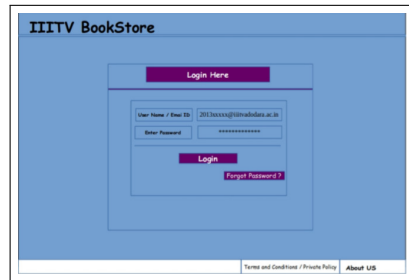 IIITV BookStore
Login Here
User Name / Emai ID 2013xxxxx@iiitvadodara.ac.in
Enter Password *************
Login
Forgot Password ?
Terms and Conditions / Private Policy About US